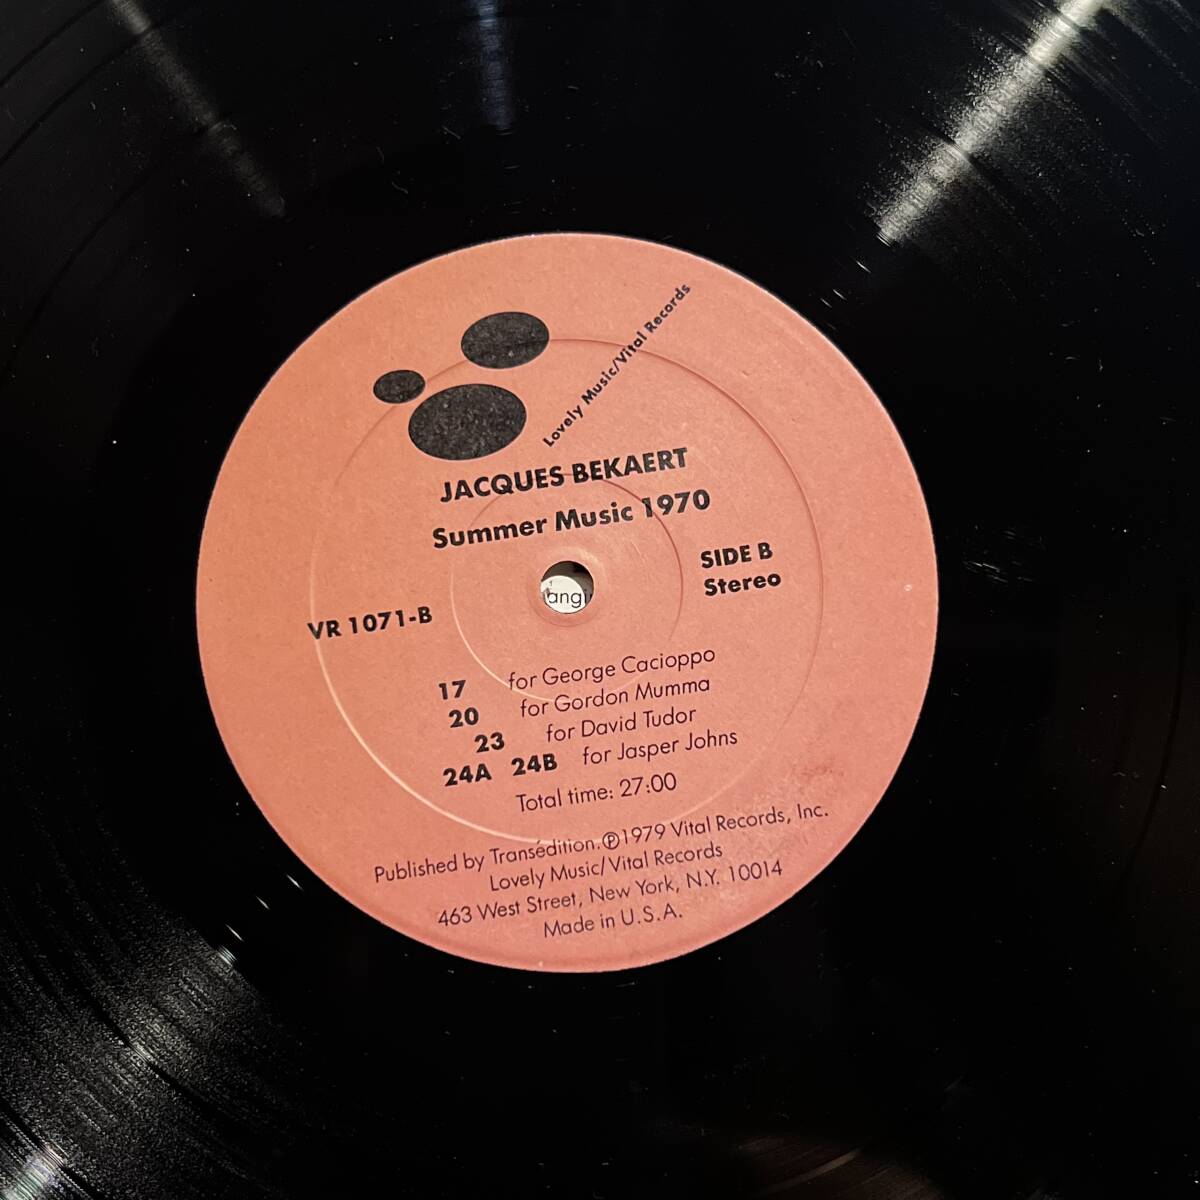 Lovely Music/Vital Records
JACQUES BEKAERT
Summer Music 1970
SIDE B
Stereo
VR 1071-B
17 for George Cacioppo
20 for Gordon Mumma
23 for David Tudor
24A 24B for Jasper Johns
Total time: 27:00
Published by Transédition. ℗1979 Vital Records, Inc.
Lovely Music/Vital Records
463 West Street, New York, N.Y. 10014
Made in U.S.A.